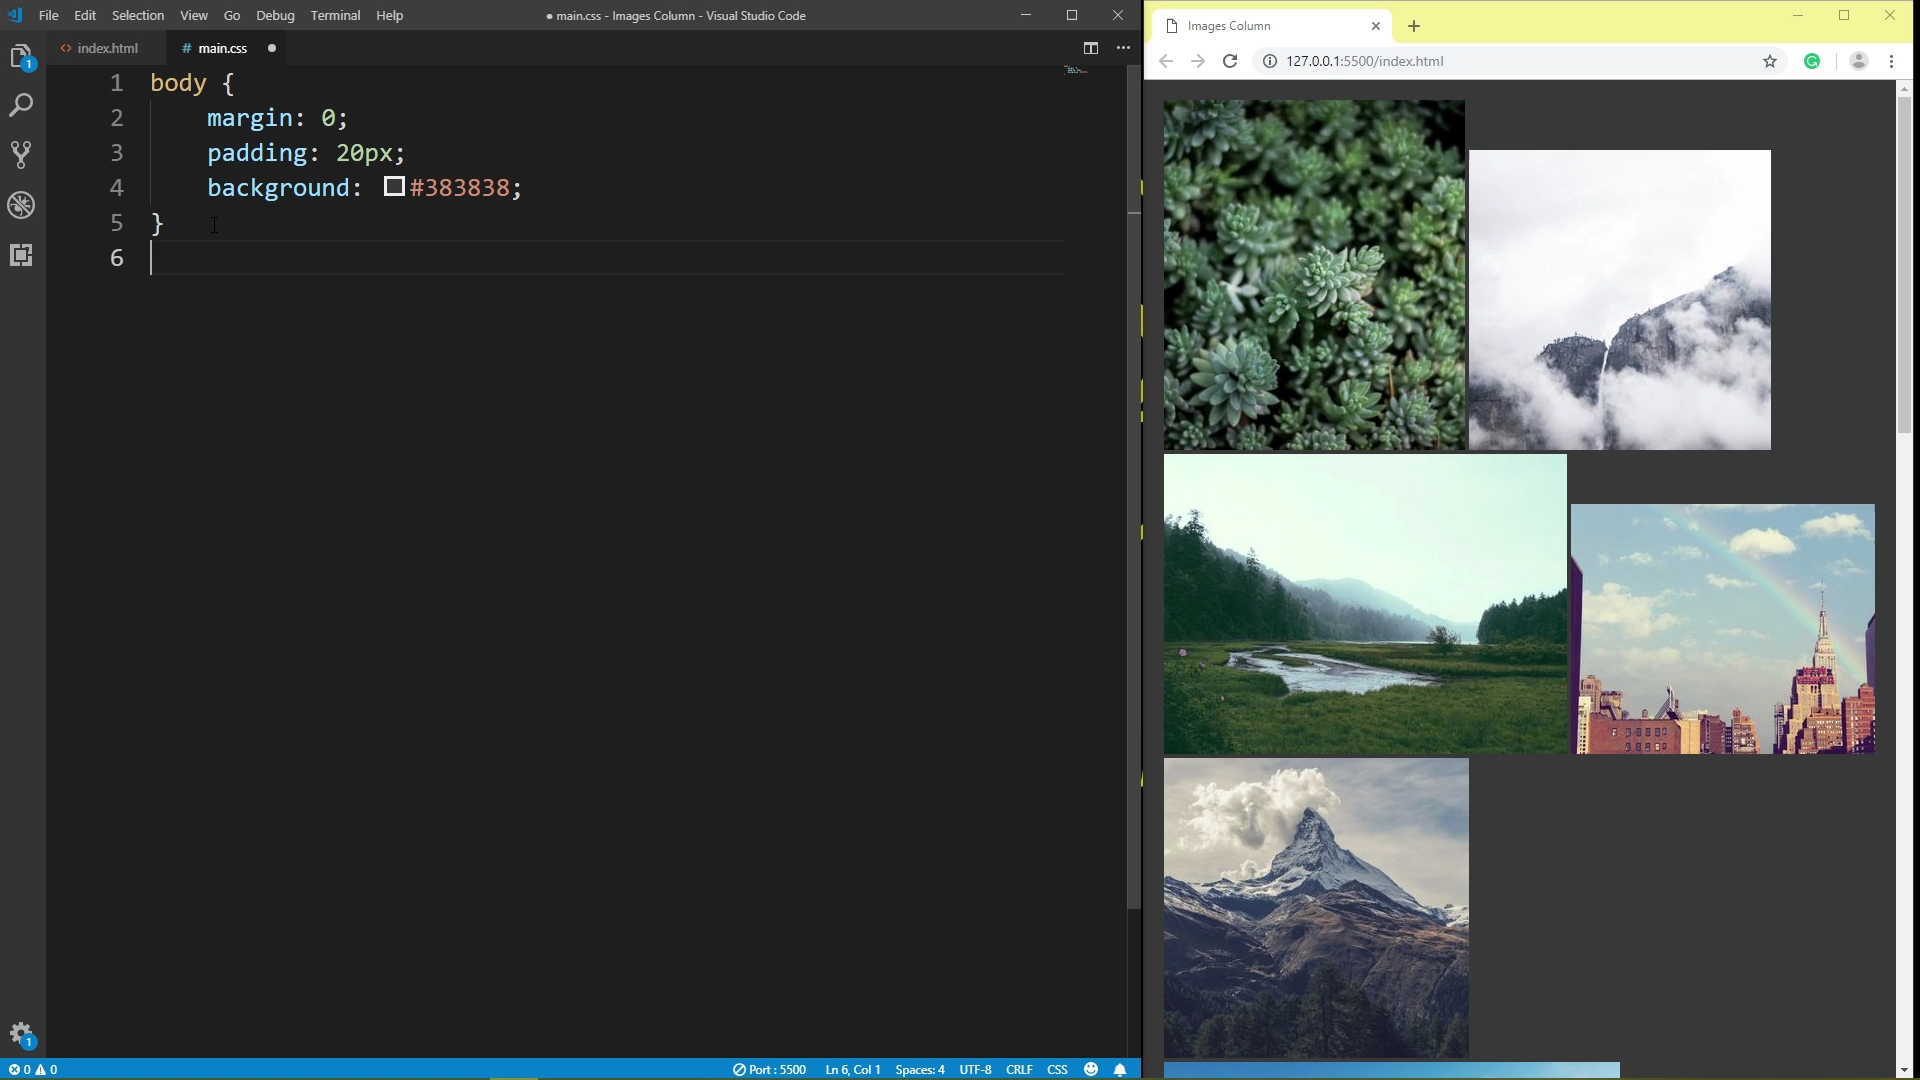 File Edit Selection View Go Debug Terminal Help
● main.css - Images Column - Visual Studio Code
Images Column
index.html
# main.css
127.0.0.1:5500/index.html
1 body {
2 margin: 0;
3 padding: 20px;
4 background: #383838;
5 }
6
1
1
0 0
Port : 5500
Ln 6, Col 1
Spaces: 4
UTF-8
CRLF
CSS